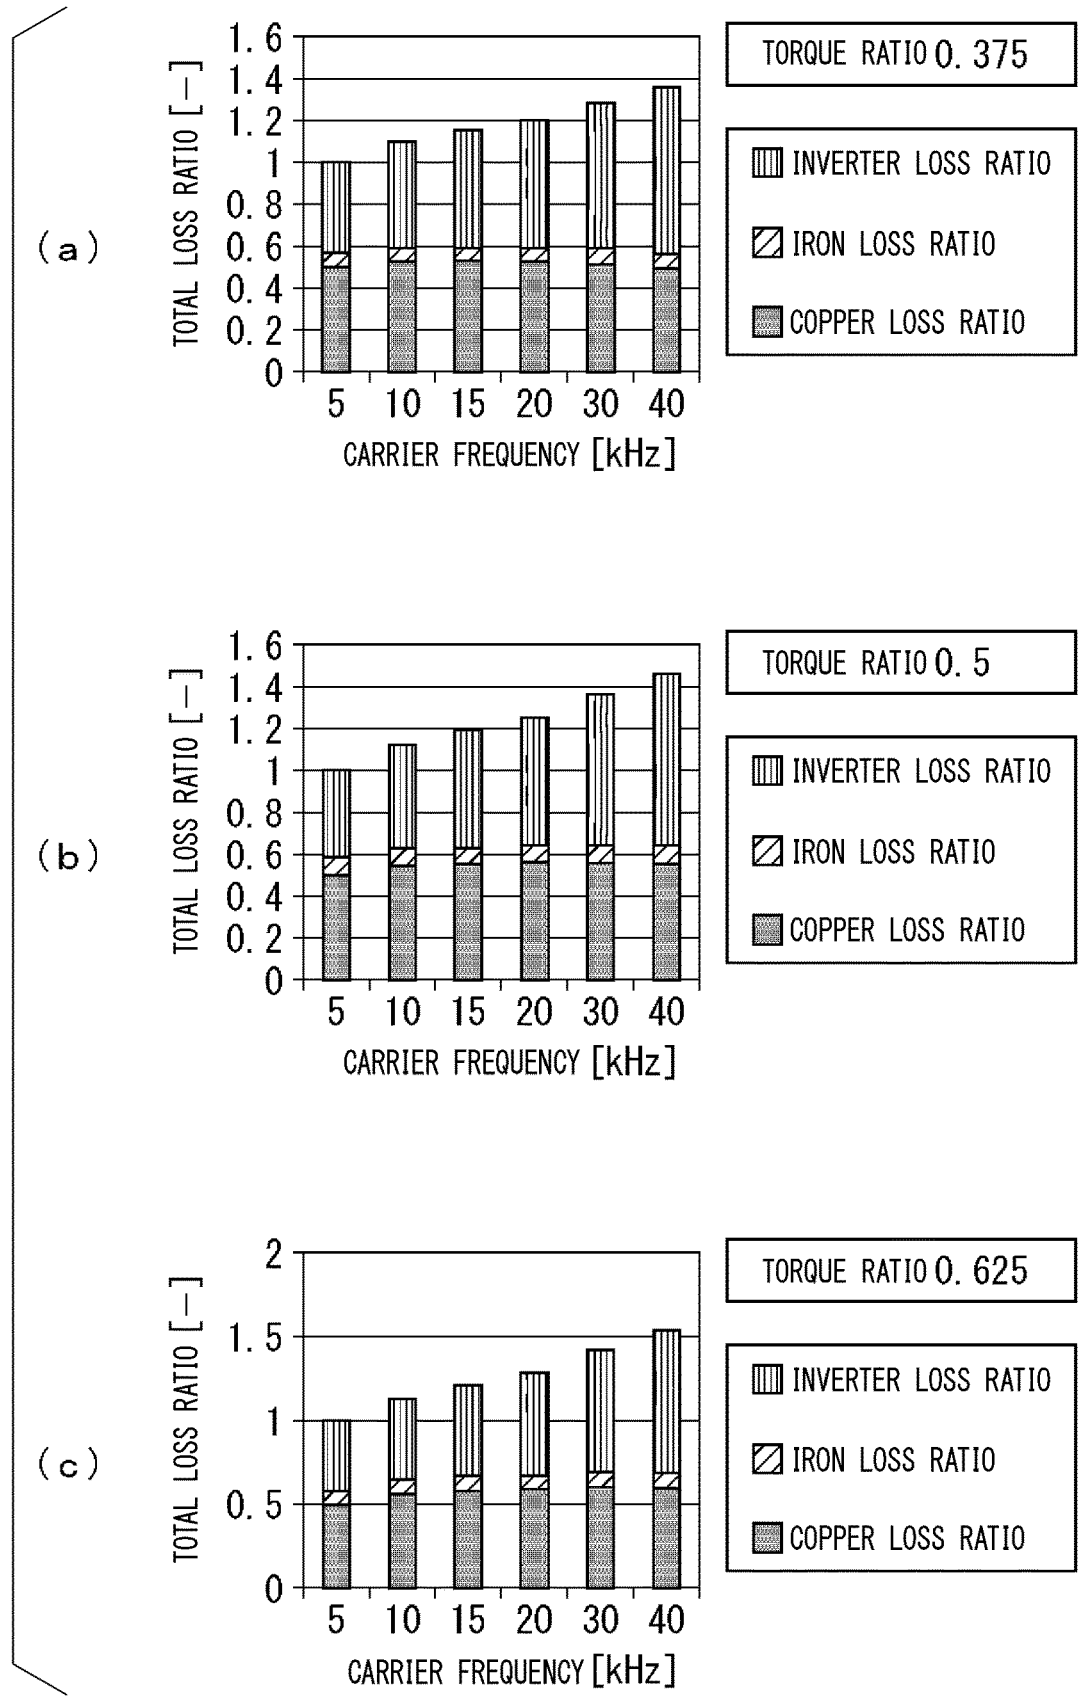 (a)
TOTAL LOSS RATIO [—]
1.6
1.4
1.2
1
0.8
0.6
0.4
0.2
0
5 10 15 20 30 40
CARRIER FREQUENCY [kHz]
TORQUE RATIO 0.375
INVERTER LOSS RATIO
IRON LOSS RATIO
COPPER LOSS RATIO
(b)
TOTAL LOSS RATIO [—]
1.6
1.4
1.2
1
0.8
0.6
0.4
0.2
0
5 10 15 20 30 40
CARRIER FREQUENCY [kHz]
TORQUE RATIO 0.5
INVERTER LOSS RATIO
IRON LOSS RATIO
COPPER LOSS RATIO
(c)
TOTAL LOSS RATIO [—]
2
1.5
1
0.5
0
5 10 15 20 30 40
CARRIER FREQUENCY [kHz]
TORQUE RATIO 0.625
INVERTER LOSS RATIO
IRON LOSS RATIO
COPPER LOSS RATIO